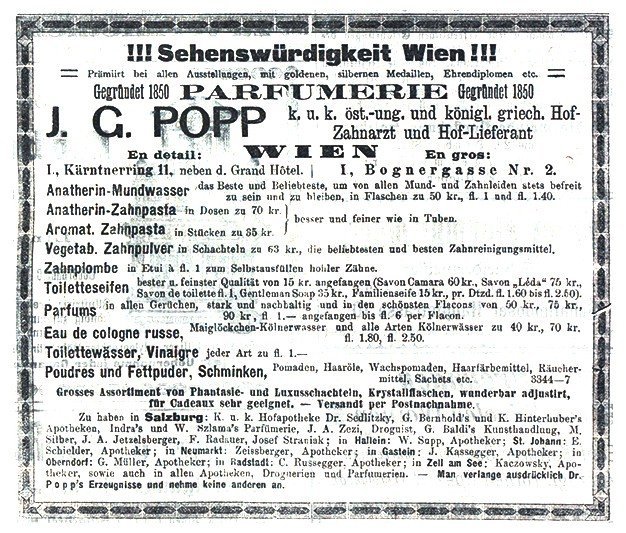 !!! Sehenswürdigkeit Wien !!!
Prämiirt bei allen Ausstellungen, mit goldenen, silbernen Medaillen, Ehrendiplomen etc.
Gegründet 1850 PARFUMERIE Gegründet 1850
J. G. POPP k. u. k. öst.-ung. und königl. griech. Hof-
Zahnarzt und Hof-Lieferant
En detail: WIEN En gros:
I., Kärntnerring 11, neben d. Grand Hôtel. | I, Bognergasse Nr. 2.
Anatherin-Mundwasser das Beste und Beliebteste, um von allen Mund- und Zahnleiden stets befreit
zu sein und zu bleiben, in Flaschen zu 50 kr., fl. 1 und fl. 1.40.
Anatherin-Zahnpasta in Dosen zu 70 kr.
besser und feiner wie in Tuben.
Aromat. Zahnpasta in Stücken zu 35 kr.
Vegetab. Zahnpulver in Schachteln zu 63 kr., die beliebtesten und besten Zahnreinigungsmittel.
Zahnplombe in Etui à fl. 1 zum Selbstausfüllen hohler Zähne.
Toiletteseifen bester u. feinster Qualität von 15 kr. angefangen (Savon Camara 60 kr., Savon „Léda" 75 kr.,
Savon de toilette fl. 1, Gentleman Soap 35 kr., Familienseife 15 kr., pr. Dtzd. fl. 1.60 bis fl. 2.50).
Parfums in allen Gerüchen, stark und nachhaltig und in den schönsten Flacons von 50 kr., 75 kr.,
90 kr., fl. 1.— angefangen bis fl. 6 per Flacon.
Eau de cologne russe, Maiglöckchen-Kölnerwasser und alle Arten Kölnerwässer zu 40 kr., 70 kr.
fl. 1.80, fl. 2.50.
Toilettewässer, Vinaigre jeder Art zu fl. 1.—
Poudres und Fettpuder, Schminken, Pomaden, Haaröle, Wachspomaden, Haarfärbemittel, Räucher-
mittel, Sachets etc. 3344—7
Grosses Assortiment von Phantasie- und Luxusschachteln, Krystallflaschen, wunderbar adjustirt,
für Cadeaux sehr geeignet. — Versandt per Postnachnahme.
Zu haben in Salzburg: K. u. k. Hofapotheke Dr. Sedlitzky, G. Bernhold's und K. Hinterhuber's
Apotheken, Indra's und W. Szlama's Parfümerie, J. A. Zezi, Droguist, G. Baldi's Kunsthandlung, M.
Silber, J. A. Jetzelsberger, F. Radauer, Josef Straniak; in Hallein: W. Supp, Apotheker; St. Johann: E.
Schielder, Apotheker; in Neumarkt: Zeissberger, Apotheker; in Gastein; J. Kassegger, Apotheker; in
Oberndorf: G. Müller, Apotheker; in Radstadt: C. Russegger. Apotheker; in Zell am See: Kaczowsky, Apo-
theker, sowie auch in allen Apotheken, Droguerien und Parfumerien. — Man verlange ausdrücklich Dr.
Popp's Erzeugnisse und nehme keine anderen an.